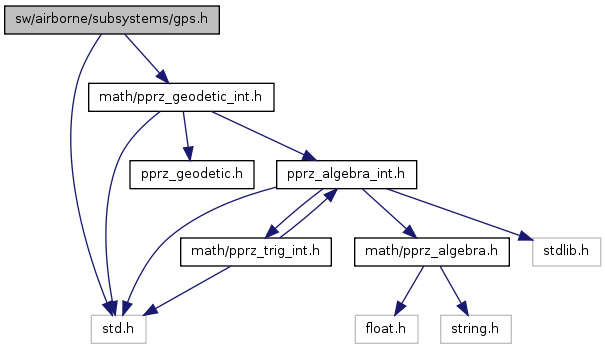 sw/airborne/subsystems/gps.h
math/pprz_geodetic_int.h
pprz_geodetic.h
pprz_algebra_int.h
math/pprz_trig_int.h
math/pprz_algebra.h
stdlib.h
std.h
float.h
string.h